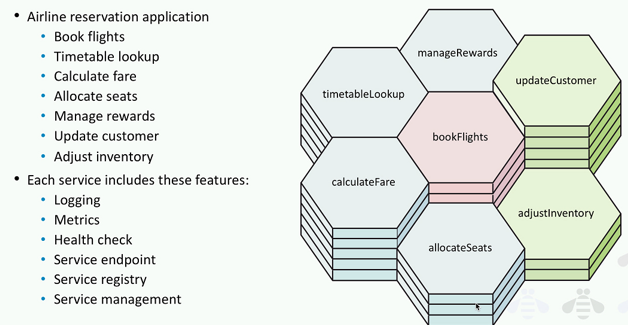 Airline reservation application
Book flights
Timetable lookup
Calculate fare
Allocate seats
Manage rewards
Update customer
Adjust inventory
Each service includes these features:
Logging
Metrics
Health check
Service endpoint
Service registry
Service management
manageRewards
updateCustomer
timetableLookup
bookFlights
calculateFare
adjustInventory
allocateSeats